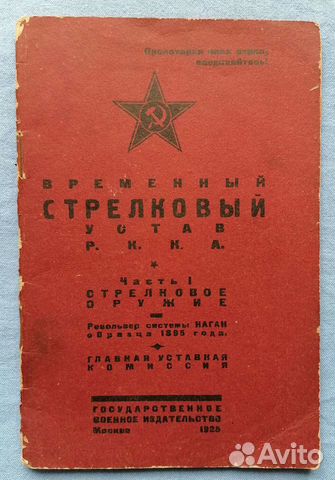 Пролетарии всех стран,
соединяйтесь!
ВРЕМЕННЫЙ
СТРЕЛКОВЫЙ
УСТАВ
Р. К. К. А.
Часть I
СТРЕЛКОВОЕ
ОРУЖИЕ
Револьвер системы НАГАН
образца 1895 года.
ГЛАВНАЯ УСТАВНАЯ
КОМИССИЯ
ГОСУДАРСТВЕННОЕ
ВОЕННОЕ ИЗДАТЕЛЬСТВО
Москва 1925
Avito